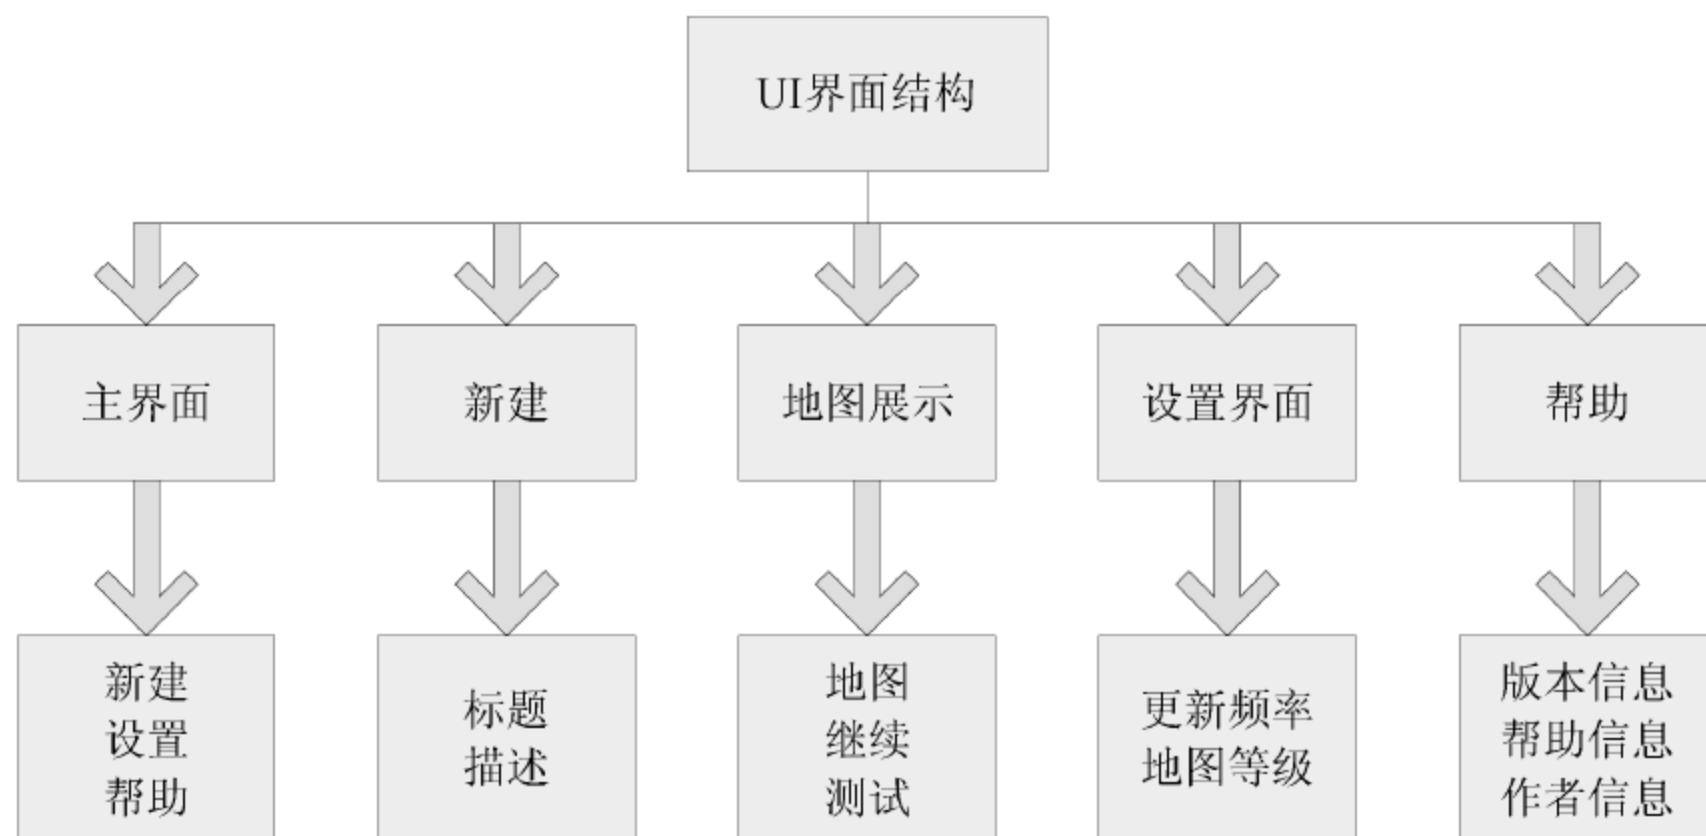 UI界面结构
主界面
新建
地图展示
设置界面
帮助
新建
设置
帮助
标题
描述
地图
继续
测试
更新频率
地图等级
版本信息
帮助信息
作者信息